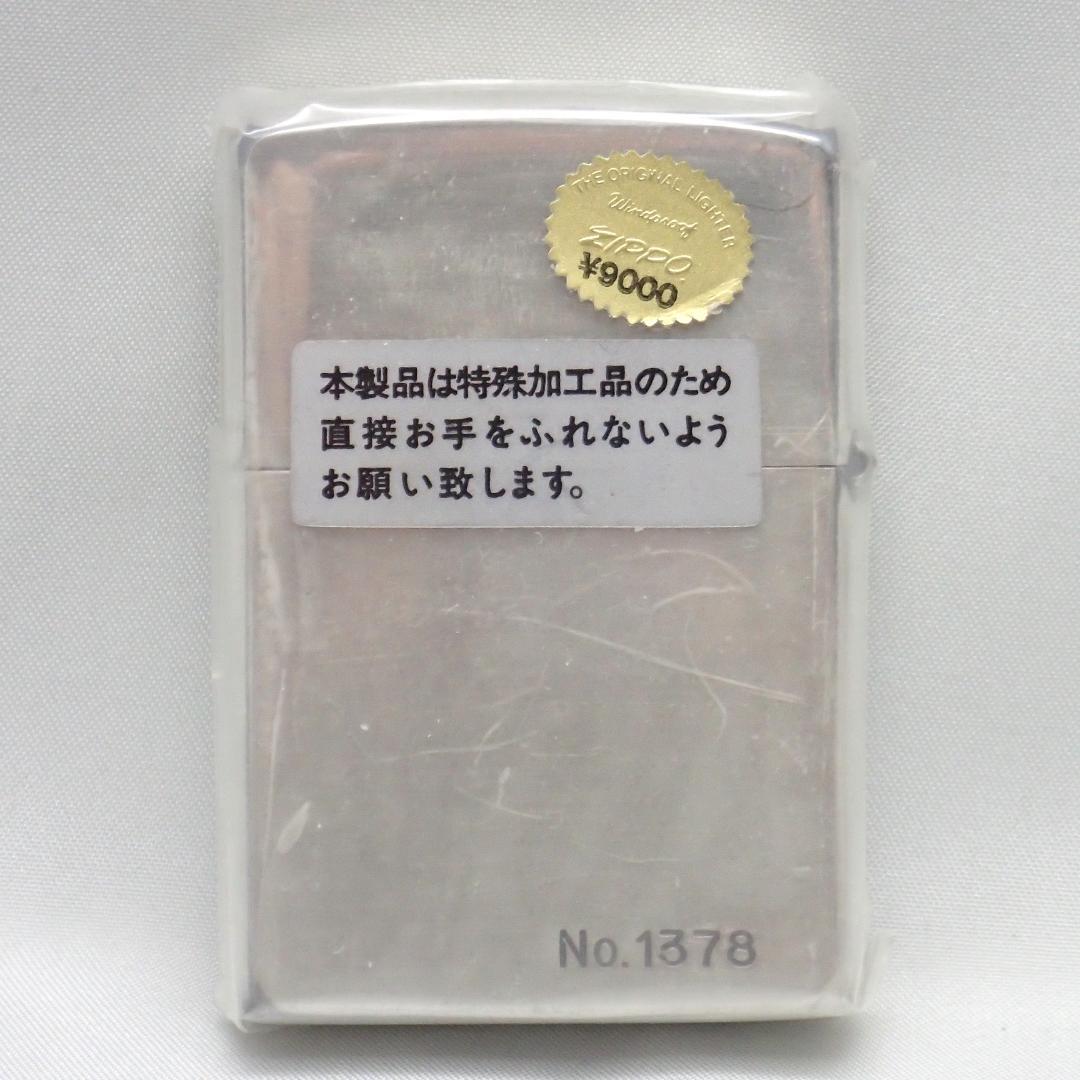 THE ORIGINAL LIGHTER
Windproof
ZIPPO
¥9000
本製品は特殊加工品のため
直接お手をふれないよう
お願い致します。
No.1378